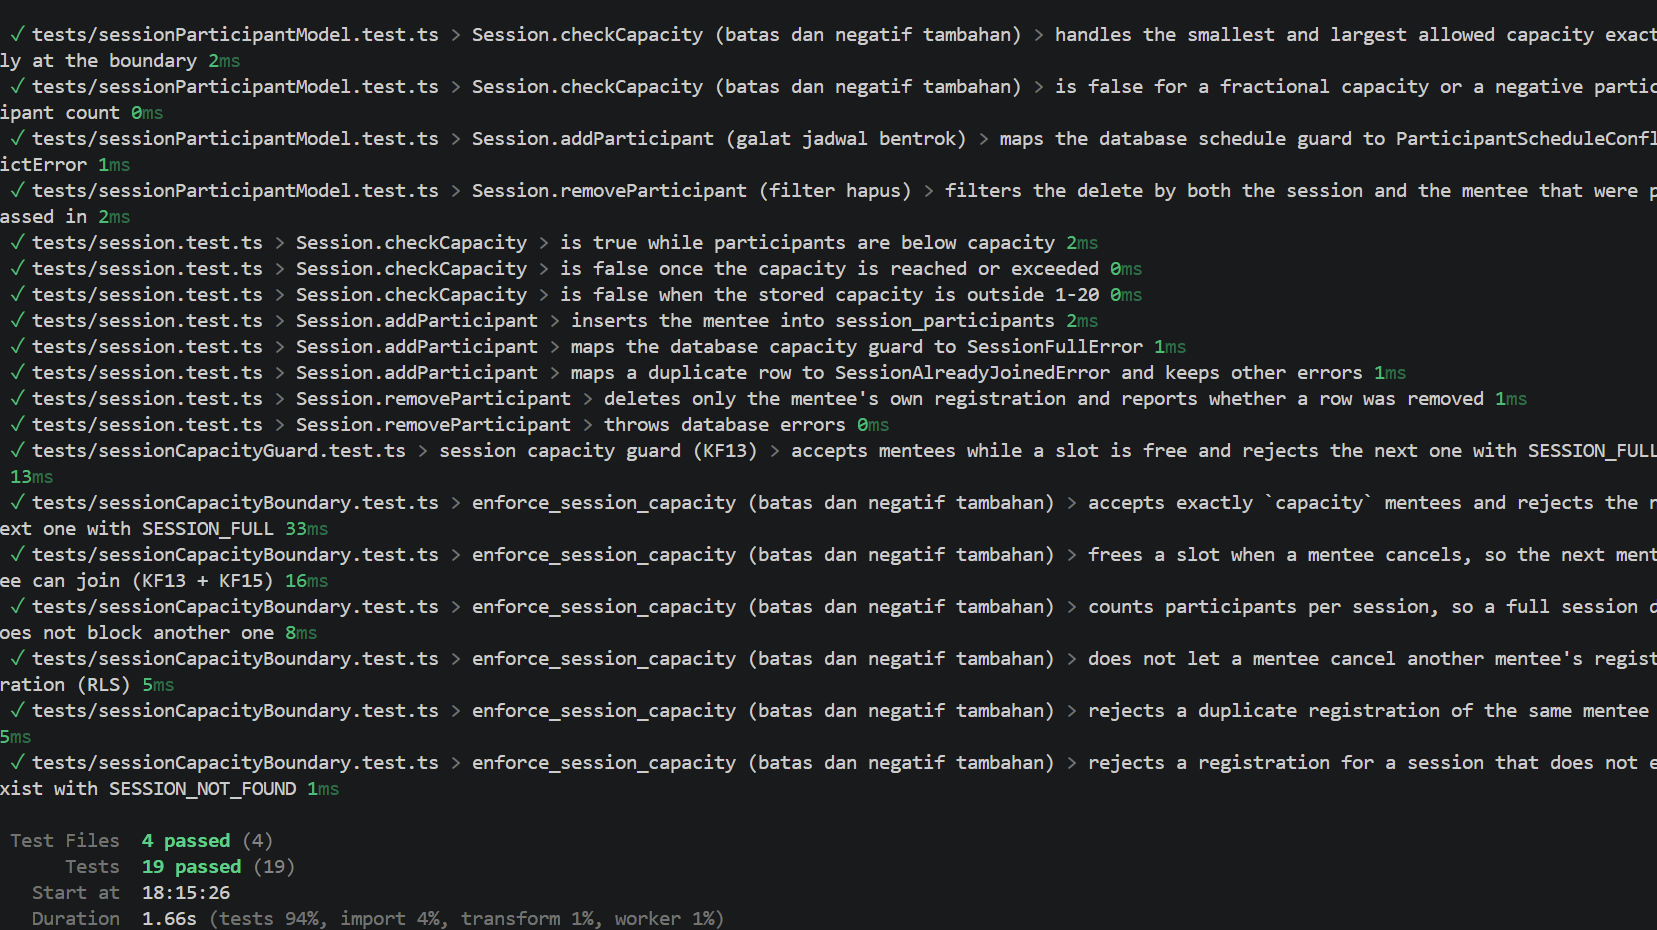 ✓ tests/sessionParticipantModel.test.ts > Session.checkCapacity (batas dan negatif tambahan) > handles the smallest and largest allowed capacity exact
ly at the boundary 2ms
✓ tests/sessionParticipantModel.test.ts > Session.checkCapacity (batas dan negatif tambahan) > is false for a fractional capacity or a negative partic
ipant count 0ms
✓ tests/sessionParticipantModel.test.ts > Session.addParticipant (galat jadwal bentrok) > maps the database schedule guard to ParticipantScheduleConfl
ictError 1ms
✓ tests/sessionParticipantModel.test.ts > Session.removeParticipant (filter hapus) > filters the delete by both the session and the mentee that were p
assed in 2ms
✓ tests/session.test.ts > Session.checkCapacity > is true while participants are below capacity 2ms
✓ tests/session.test.ts > Session.checkCapacity > is false once the capacity is reached or exceeded 0ms
✓ tests/session.test.ts > Session.checkCapacity > is false when the stored capacity is outside 1-20 0ms
✓ tests/session.test.ts > Session.addParticipant > inserts the mentee into session_participants 2ms
✓ tests/session.test.ts > Session.addParticipant > maps the database capacity guard to SessionFullError 1ms
✓ tests/session.test.ts > Session.addParticipant > maps a duplicate row to SessionAlreadyJoinedError and keeps other errors 1ms
✓ tests/session.test.ts > Session.removeParticipant > deletes only the mentee's own registration and reports whether a row was removed 1ms
✓ tests/session.test.ts > Session.removeParticipant > throws database errors 0ms
✓ tests/sessionCapacityGuard.test.ts > session capacity guard (KF13) > accepts mentees while a slot is free and rejects the next one with SESSION_FULL
13ms
✓ tests/sessionCapacityBoundary.test.ts > enforce_session_capacity (batas dan negatif tambahan) > accepts exactly `capacity` mentees and rejects the n
ext one with SESSION_FULL 33ms
✓ tests/sessionCapacityBoundary.test.ts > enforce_session_capacity (batas dan negatif tambahan) > frees a slot when a mentee cancels, so the next ment
ee can join (KF13 + KF15) 16ms
✓ tests/sessionCapacityBoundary.test.ts > enforce_session_capacity (batas dan negatif tambahan) > counts participants per session, so a full session d
oes not block another one 8ms
✓ tests/sessionCapacityBoundary.test.ts > enforce_session_capacity (batas dan negatif tambahan) > does not let a mentee cancel another mentee's regist
ration (RLS) 5ms
✓ tests/sessionCapacityBoundary.test.ts > enforce_session_capacity (batas dan negatif tambahan) > rejects a duplicate registration of the same mentee
5ms
✓ tests/sessionCapacityBoundary.test.ts > enforce_session_capacity (batas dan negatif tambahan) > rejects a registration for a session that does not e
xist with SESSION_NOT_FOUND 1ms
Test Files 4 passed (4)
Tests 19 passed (19)
Start at 18:15:26
Duration 1.66s (tests 94%, import 4%, transform 1%, worker 1%)